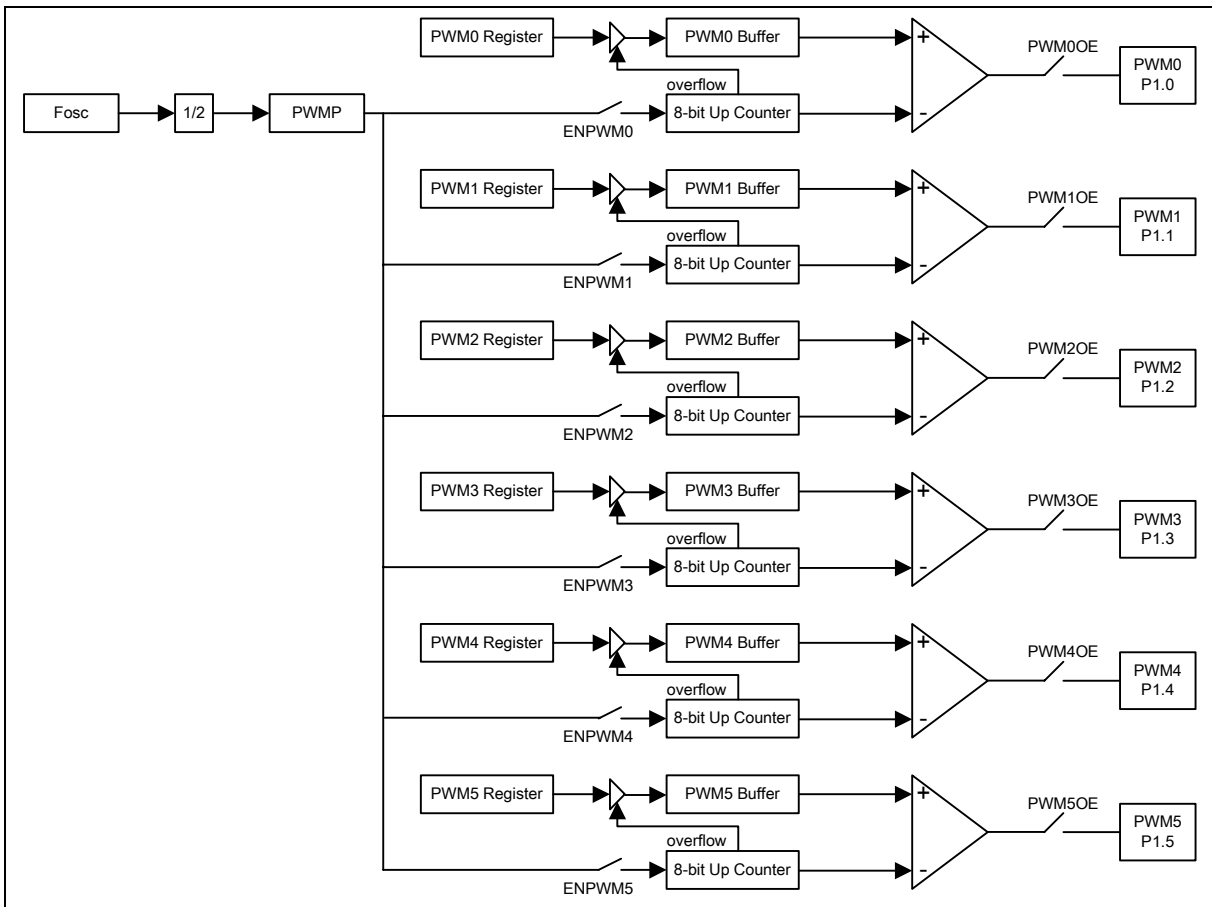 PWM0 Register
PWM0 Buffer
+
PWM0OE
PWM0
P1.0
overflow
Fosc
1/2
PWMP
ENPWM0
8-bit Up Counter
-
PWM1 Register
PWM1 Buffer
+
PWM1OE
PWM1
P1.1
overflow
ENPWM1
8-bit Up Counter
-
PWM2 Register
PWM2 Buffer
+
PWM2OE
PWM2
P1.2
overflow
ENPWM2
8-bit Up Counter
-
PWM3 Register
PWM3 Buffer
+
PWM3OE
PWM3
P1.3
overflow
ENPWM3
8-bit Up Counter
-
PWM4 Register
PWM4 Buffer
+
PWM4OE
PWM4
P1.4
overflow
ENPWM4
8-bit Up Counter
-
PWM5 Register
PWM5 Buffer
+
PWM5OE
PWM5
P1.5
overflow
ENPWM5
8-bit Up Counter
-